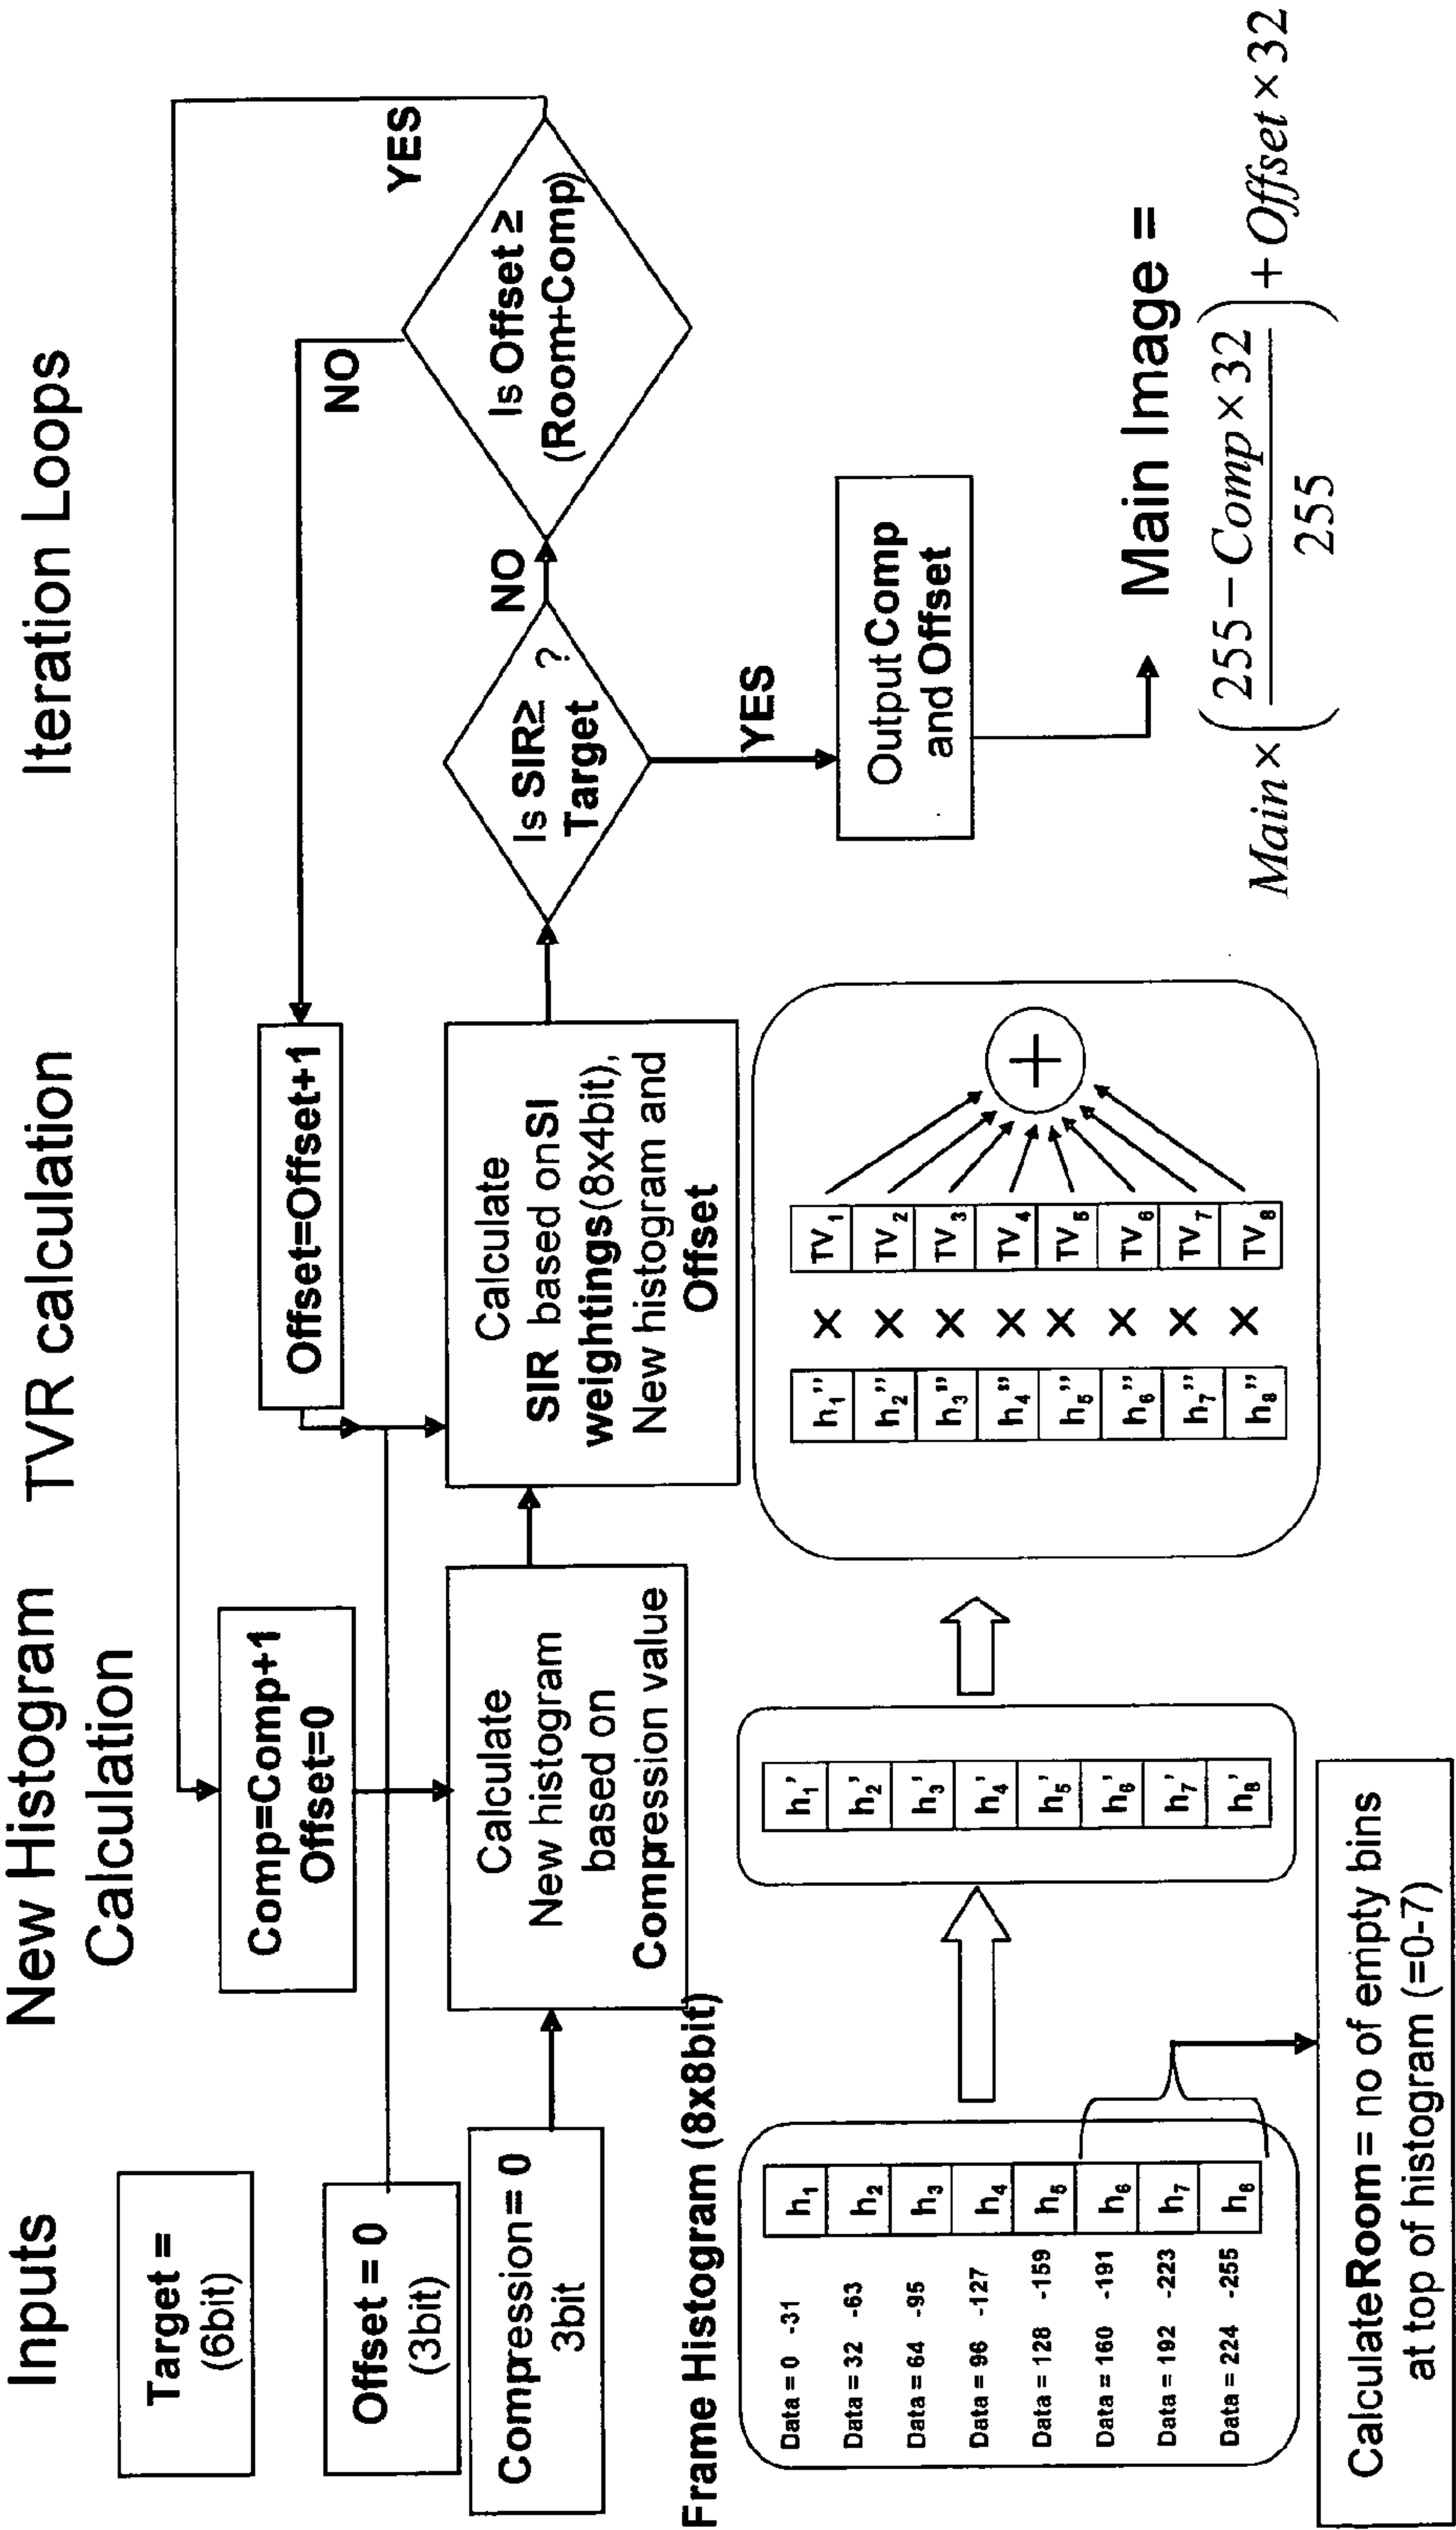 Inputs
New Histogram
Calculation
TVR calculation
Iteration Loops
Target =
(6bit)
Offset = 0
(3bit)
Compression= 0
3bit
Comp=Comp+1
Offset=0
Offset=Offset+1
Calculate
New histogram
based on
Compression value
Calculate
SIR based on SI
weightings(8x4bit),
New histogram and
Offset
Is SIR≥
Target ?
NO
YES
Is Offset ≥
(Room+Comp)
NO
YES
Output Comp
and Offset
Main Image =
Main × (255 − Comp × 32 / 255) + Offset × 32
Frame Histogram (8x8bit)
Data = 0 -31 h1
Data = 32 -63 h2
Data = 64 -95 h3
Data = 96 -127 h4
Data = 128 -159 h5
Data = 160 -191 h6
Data = 192 -223 h7
Data = 224 -255 h8
h1'
h2'
h3'
h4'
h5'
h6'
h7'
h8'
h1" × TV1
h2" × TV2
h3" × TV3
h4" × TV4
h5" × TV5
h6" × TV6
h7" × TV7
h8" × TV8
+
Calculate Room = no of empty bins
at top of histogram (=0-7)